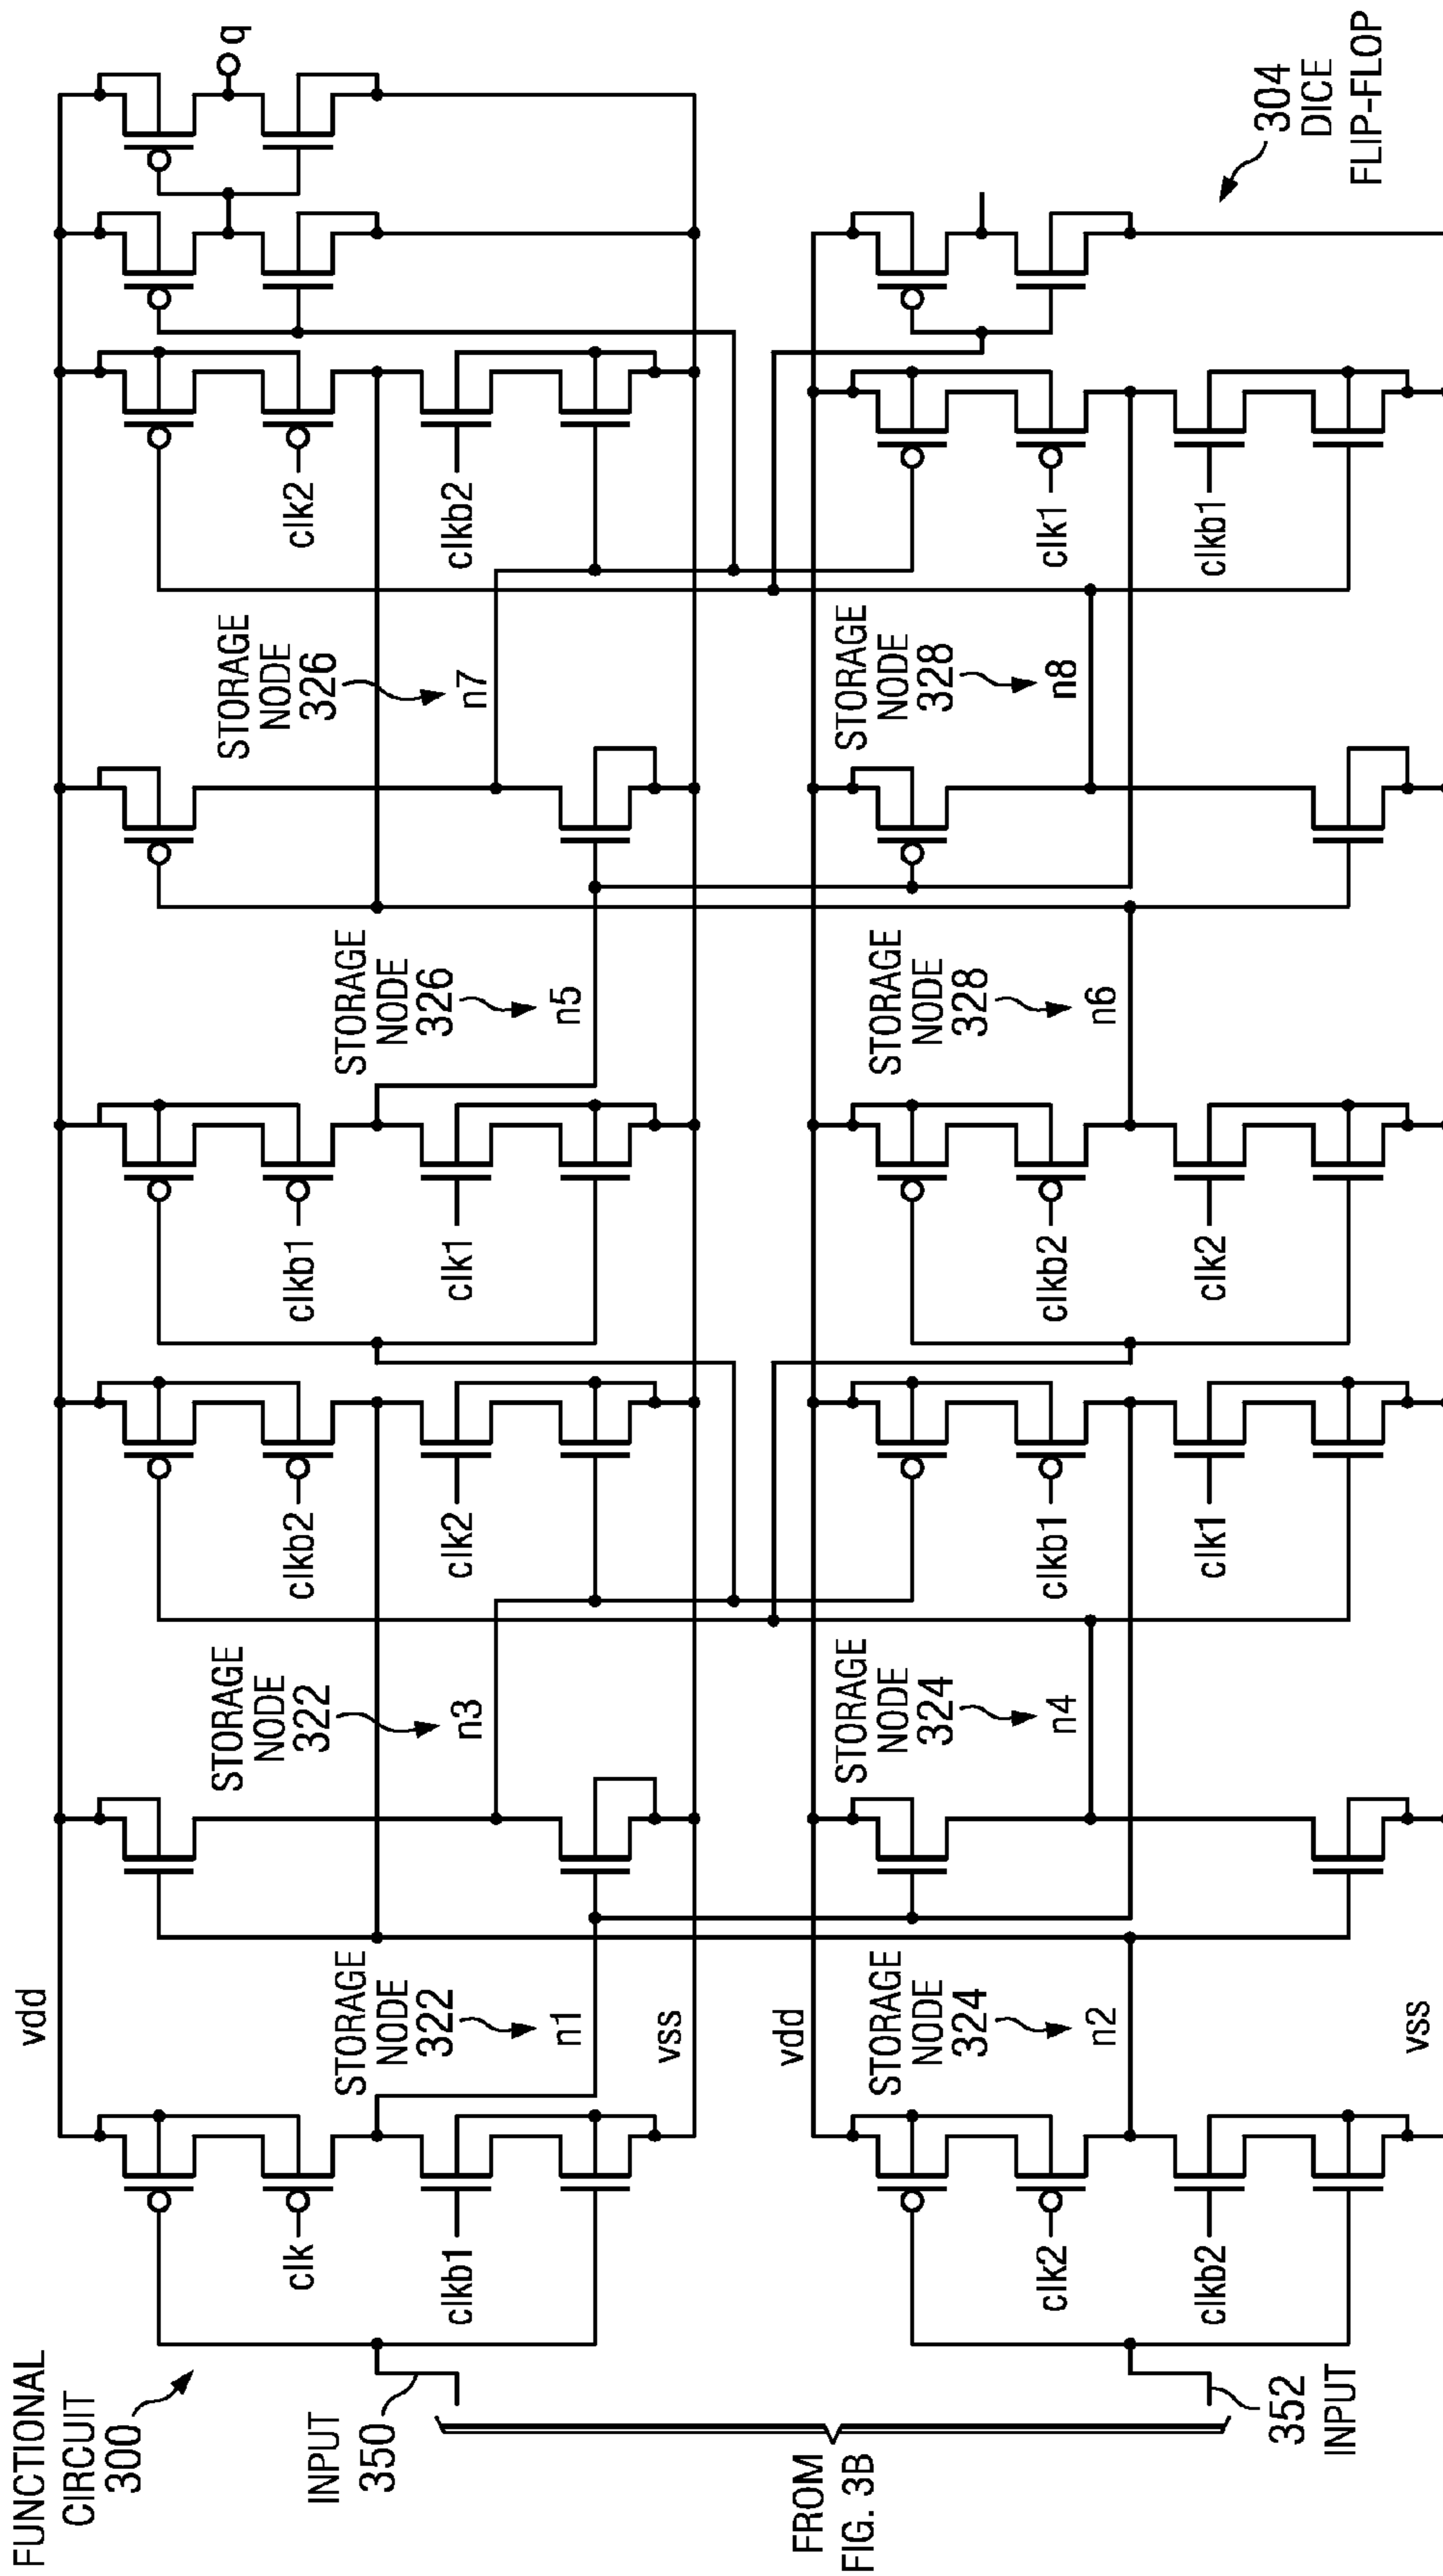 FUNCTIONAL
CIRCUIT
300
vdd
INPUT
350
clk
clkb1
STORAGE
NODE
322
n1
vss
STORAGE
NODE
322
n3
clkb2
clk2
clkb1
clk1
STORAGE
NODE
326
n5
STORAGE
NODE
326
n7
clk2
clkb2
q
FROM
FIG. 3B
vdd
352
INPUT
clk2
clkb2
STORAGE
NODE
324
n2
vss
STORAGE
NODE
324
n4
clkb1
clk1
clkb2
clk2
STORAGE
NODE
328
n6
STORAGE
NODE
328
n8
clk1
clkb1
304
DICE
FLIP-FLOP